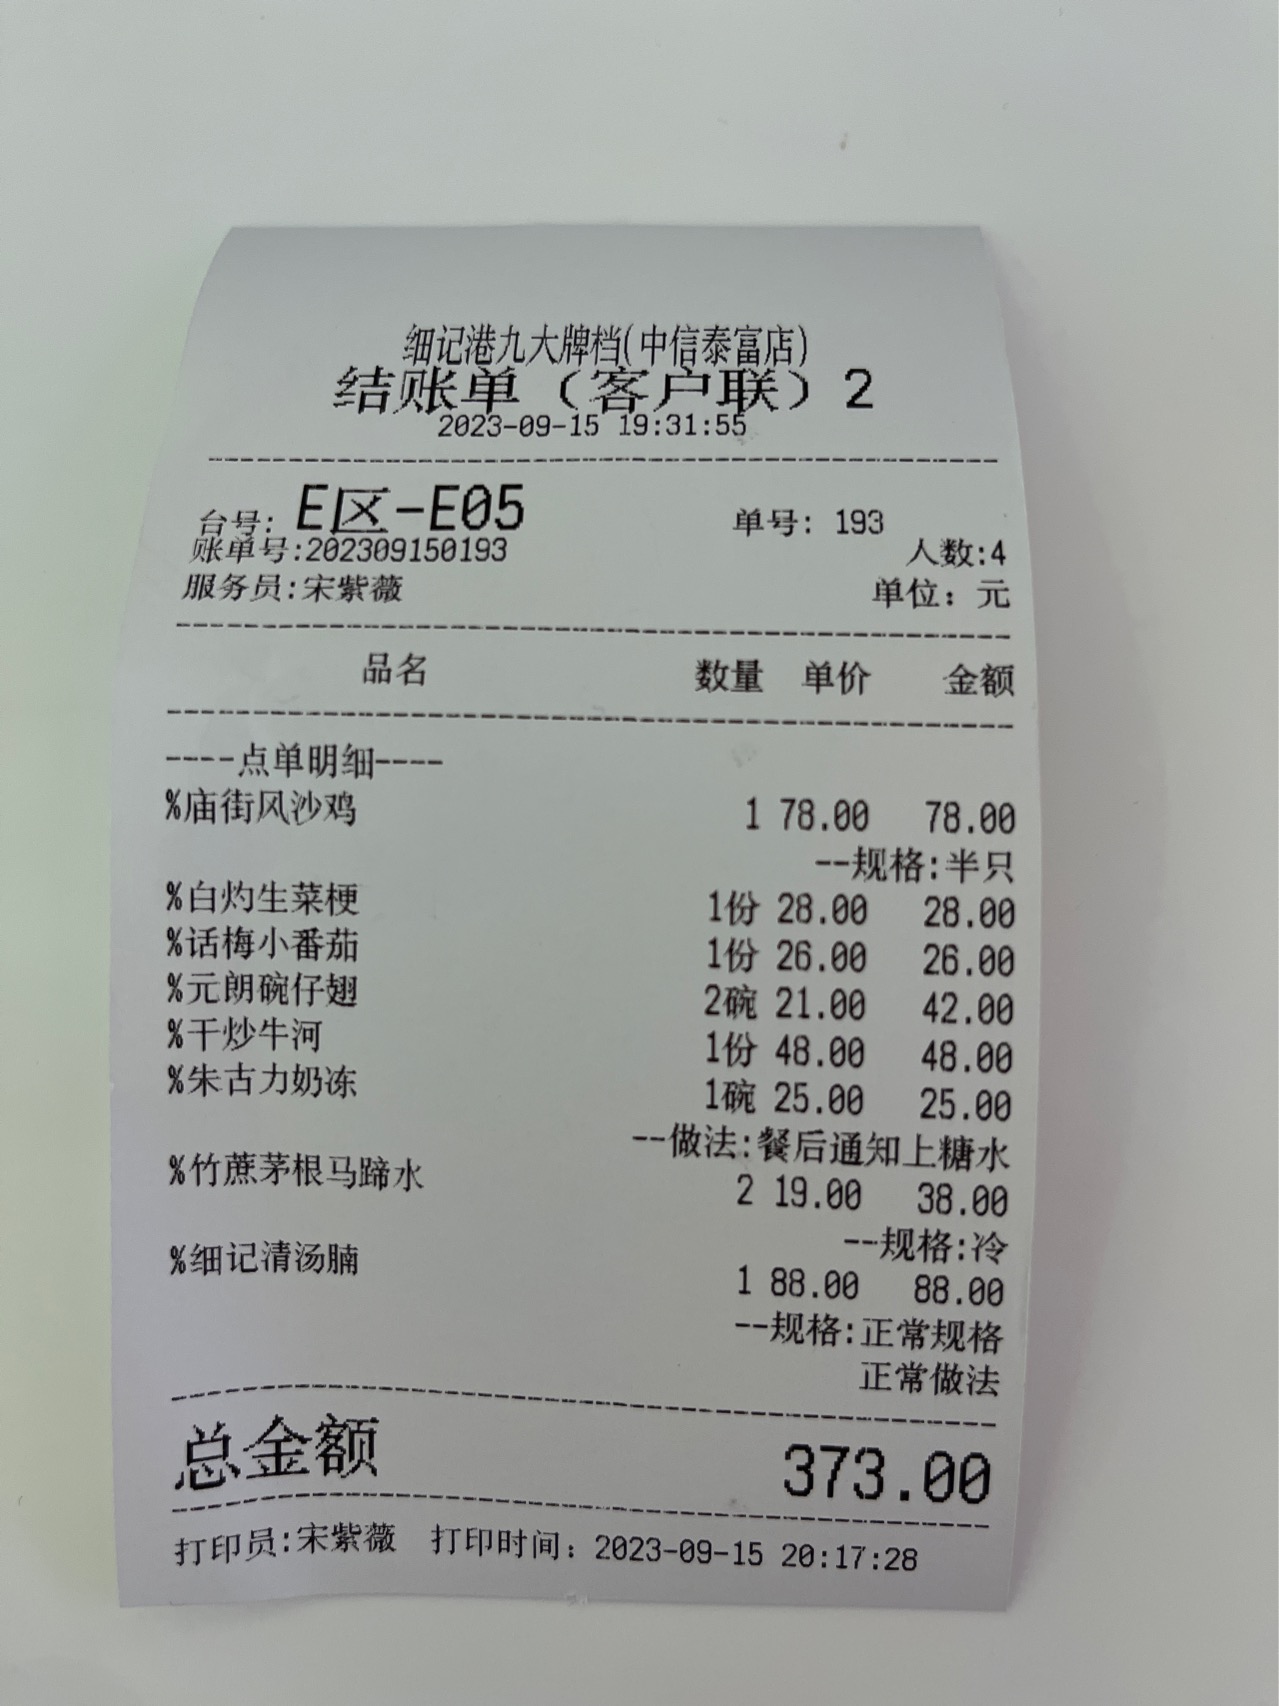 细记港九大牌档(中信泰富店)
结账单（客户联）2
2023-09-15 19:31:55
台号: E区-E05 单号: 193
账单号:202309150193 人数:4
服务员:宋紫薇 单位: 元
品名 数量 单价 金额
----点单明细----
%庙街风沙鸡 1 78.00 78.00
--规格:半只
%白灼生菜梗 1份 28.00 28.00
%话梅小番茄 1份 26.00 26.00
%元朗碗仔翅 2碗 21.00 42.00
%干炒牛河 1份 48.00 48.00
%朱古力奶冻 1碗 25.00 25.00
--做法:餐后通知上糖水
%竹蔗茅根马蹄水 2 19.00 38.00
--规格:冷
%细记清汤腩 1 88.00 88.00
--规格:正常规格
正常做法
总金额 373.00
打印员:宋紫薇 打印时间: 2023-09-15 20:17:28